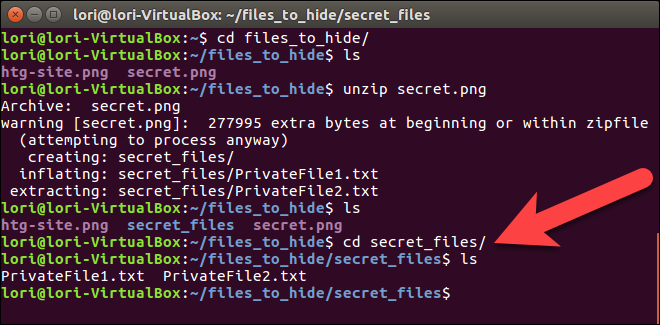 lori@lori-VirtualBox: ~/files_to_hide/secret_files
lori@lori-VirtualBox:~$ cd files_to_hide/
lori@lori-VirtualBox:~/files_to_hide$ ls
htg-site.png  secret.png
lori@lori-VirtualBox:~/files_to_hide$ unzip secret.png
Archive:  secret.png
warning [secret.png]:  277995 extra bytes at beginning or within zipfile
  (attempting to process anyway)
   creating: secret_files/
  inflating: secret_files/PrivateFile1.txt
 extracting: secret_files/PrivateFile2.txt
lori@lori-VirtualBox:~/files_to_hide$ ls
htg-site.png  secret_files  secret.png
lori@lori-VirtualBox:~/files_to_hide$ cd secret_files/
lori@lori-VirtualBox:~/files_to_hide/secret_files$ ls
PrivateFile1.txt  PrivateFile2.txt
lori@lori-VirtualBox:~/files_to_hide/secret_files$